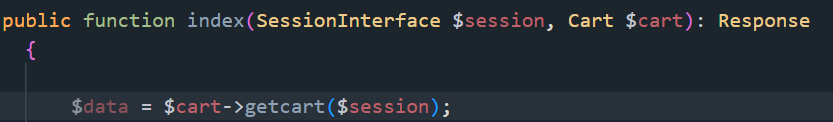 public function index(SessionInterface $session, Cart $cart): Response
{
$data = $cart->getcart($session);